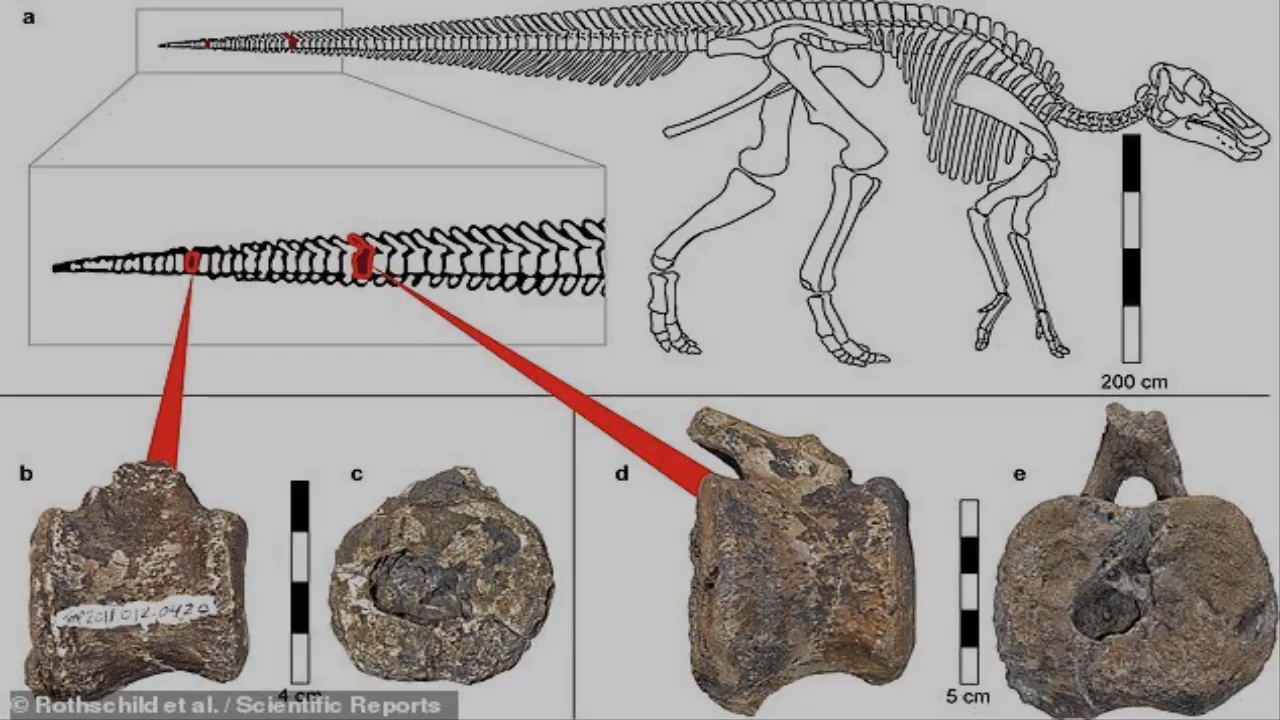 a
200 cm
b
c
d
e
4 cm
5 cm
© Rothschild et al. / Scientific Reports